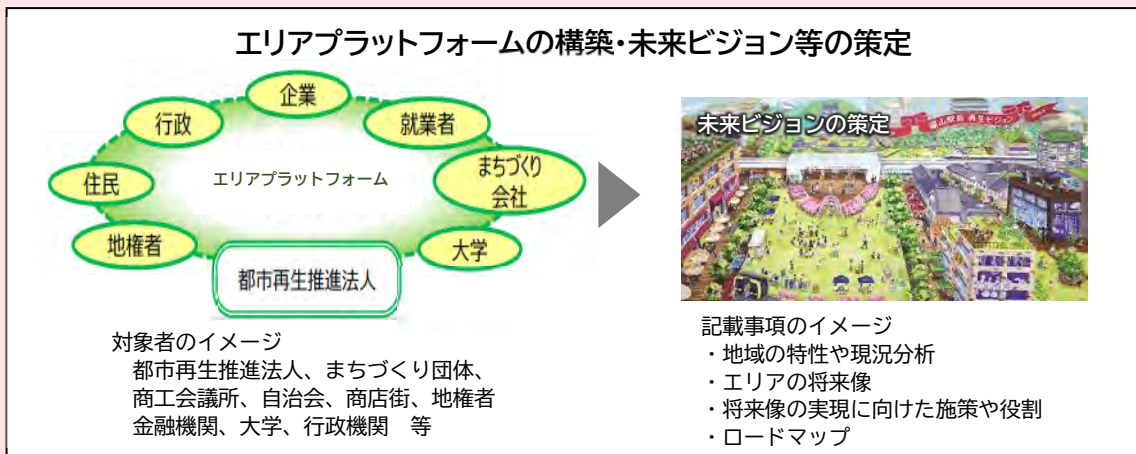 エリアプラットフォームの構築・未来ビジョン等の策定
企業
行政
就業者
住民
エリアプラットフォーム
まちづくり
会社
地権者
大学
都市再生推進法人
対象者のイメージ
都市再生推進法人、まちづくり団体、
商工会議所、自治会、商店街、地権者
金融機関、大学、行政機関　等
未来ビジョンの策定
再生ビジョン
記載事項のイメージ
・地域の特性や現況分析
・エリアの将来像
・将来像の実現に向けた施策や役割
・ロードマップ